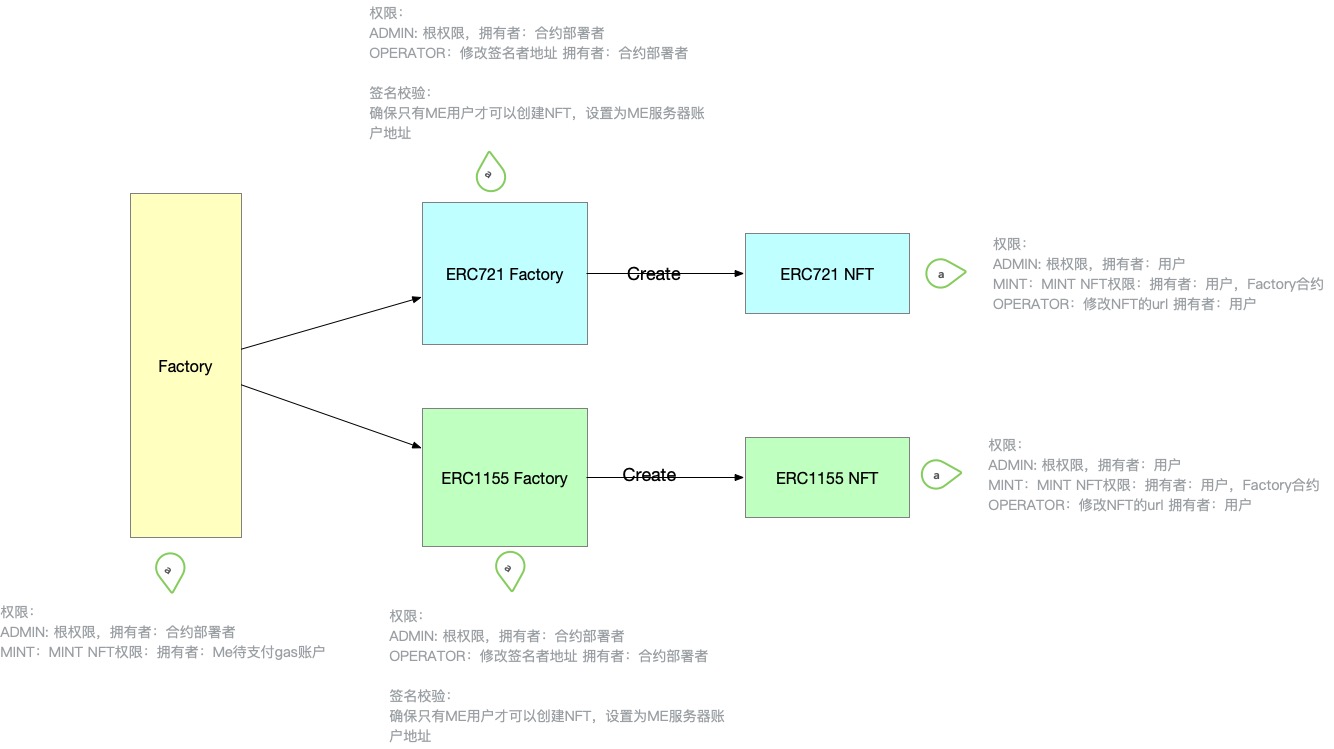 权限：
ADMIN: 根权限，拥有者：合约部署者
OPERATOR：修改签名者地址 拥有者：合约部署者
签名校验：
确保只有ME用户才可以创建NFT，设置为ME服务器账
户地址
a
Factory
ERC721 Factory
Create
ERC721 NFT
a
权限：
ADMIN: 根权限，拥有者：用户
MINT：MINT NFT权限：拥有者：用户，Factory合约
OPERATOR：修改NFT的url 拥有者：用户
ERC1155 Factory
Create
ERC1155 NFT
a
权限：
ADMIN: 根权限，拥有者：用户
MINT：MINT NFT权限：拥有者：用户，Factory合约
OPERATOR：修改NFT的url 拥有者：用户
a
权限：
ADMIN: 根权限，拥有者：合约部署者
MINT：MINT NFT权限：拥有者：Me待支付gas账户
a
权限：
ADMIN: 根权限，拥有者：合约部署者
OPERATOR：修改签名者地址 拥有者：合约部署者
签名校验：
确保只有ME用户才可以创建NFT，设置为ME服务器账
户地址